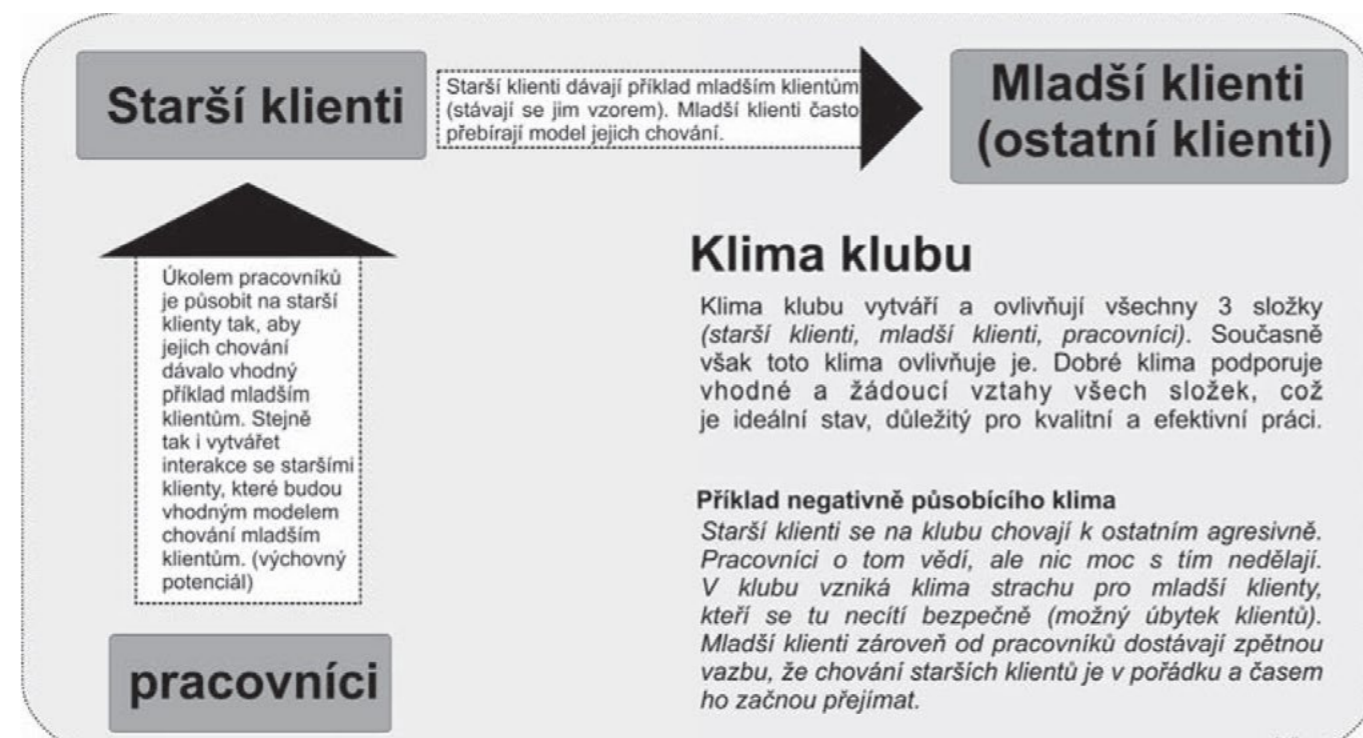 Starší klienti
Starší klienti dávají příklad mladším klientům
(stávají se jim vzorem). Mladší klienti často
přebírají model jejich chování.
Mladší klienti
(ostatní klienti)
Úkolem pracovníků
je působit na starší
klienty tak, aby
jejich chování
dávalo vhodný
příklad mladším
klientům. Stejně
tak i vytvářet
interakce se staršími
klienty, které budou
vhodným modelem
chování mladším
klientům. (výchovný
potenciál)
pracovníci
Klima klubu
Klima klubu vytváří a ovlivňují všechny 3 složky
(starší klienti, mladší klienti, pracovníci). Současně
však toto klima ovlivňuje je. Dobré klima podporuje
vhodné a žádoucí vztahy všech složek, což
je ideální stav, důležitý pro kvalitní a efektivní práci.
Příklad negativně působícího klima
Starší klienti se na klubu chovají k ostatním agresivně.
Pracovníci o tom vědí, ale nic moc s tím nedělají.
V klubu vzniká klima strachu pro mladší klienty,
kteří se tu necítí bezpečně (možný úbytek klientů).
Mladší klienti zároveň od pracovníků dostávají zpětnou
vazbu, že chování starších klientů je v pořádku a časem
ho začnou přejímat.